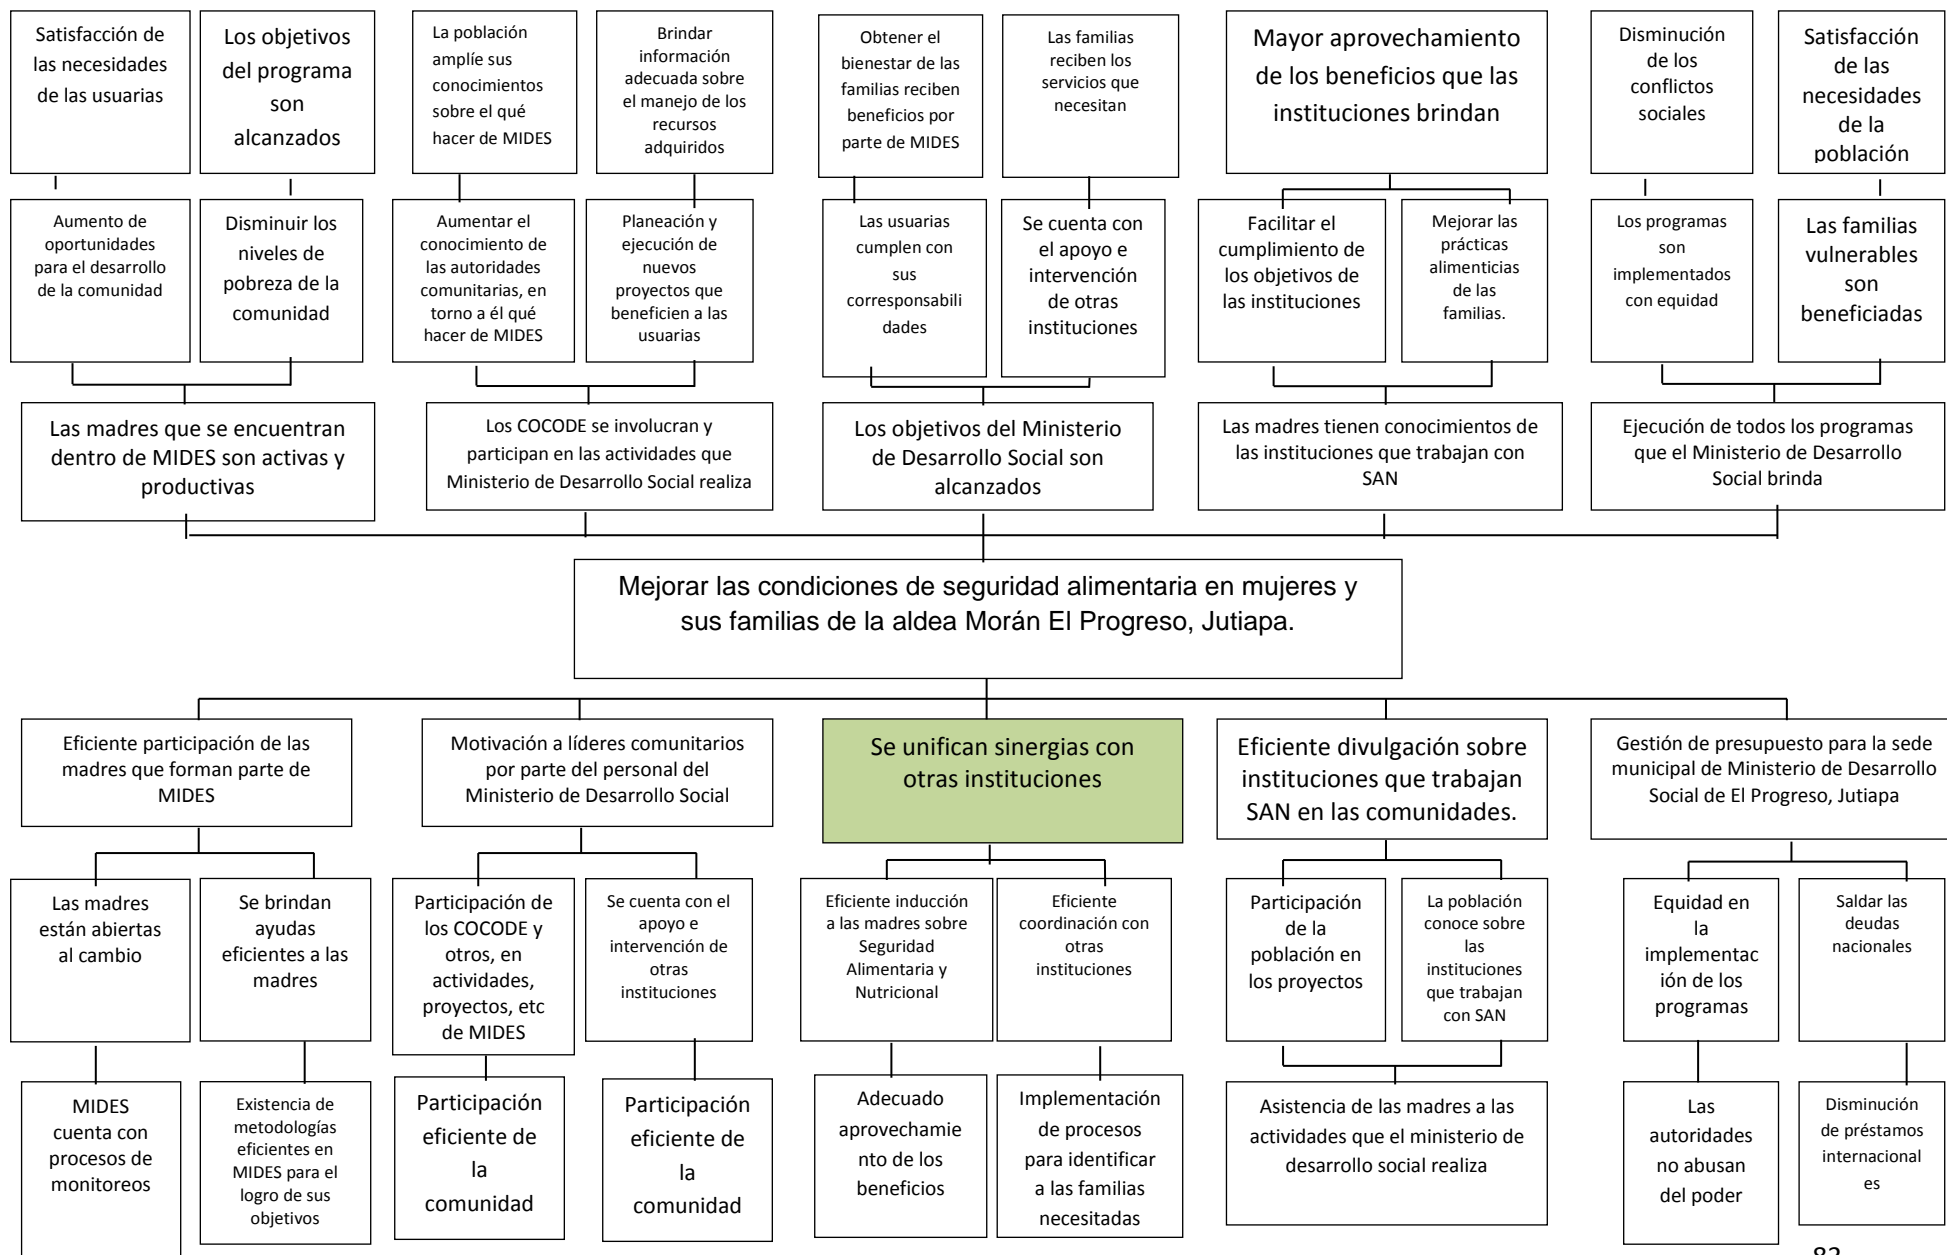 Satisfacción de
las necesidades
de las usuarias
Los objetivos
del programa
son
alcanzados
La población
amplíe sus
conocimientos
sobre el qué
hacer de MIDES
Brindar
información
adecuada sobre
el manejo de los
recursos
adquiridos
Obtener el
bienestar de las
familias reciben
beneficios por
parte de MIDES
Las familias
reciben los
servicios que
necesitan
Mayor aprovechamiento
de los beneficios que las
instituciones brindan
Disminución
de los
conflictos
sociales
Satisfacción
de las
necesidades
de la
población
Aumento de
oportunidades
para el desarrollo
de la comunidad
Disminuir los
niveles de
pobreza de la
comunidad
Aumentar el
conocimiento de
las autoridades
comunitarias, en
torno a él qué
hacer de MIDES
Planeación y
ejecución de
nuevos
proyectos que
beneficien a las
usuarias
Las usuarias
cumplen con
sus
corresponsabili
dades
Se cuenta con
el apoyo e
intervención
de otras
instituciones
Facilitar el
cumplimiento de
los objetivos de
las instituciones
Mejorar las
prácticas
alimenticias
de las
familias.
Los programas
son
implementados
con equidad
Las familias
vulnerables
son
beneficiadas
Las madres que se encuentran
dentro de MIDES son activas y
productivas
Los COCODE se involucran y
participan en las actividades que
Ministerio de Desarrollo Social realiza
Los objetivos del Ministerio
de Desarrollo Social son
alcanzados
Las madres tienen conocimientos de
las instituciones que trabajan con
SAN
Ejecución de todos los programas
que el Ministerio de Desarrollo
Social brinda
Mejorar las condiciones de seguridad alimentaria en mujeres y
sus familias de la aldea Morán El Progreso, Jutiapa.
Eficiente participación de las
madres que forman parte de
MIDES
Motivación a líderes comunitarios
por parte del personal del
Ministerio de Desarrollo Social
Se unifican sinergias con
otras instituciones
Eficiente divulgación sobre
instituciones que trabajan
SAN en las comunidades.
Gestión de presupuesto para la sede
municipal de Ministerio de Desarrollo
Social de El Progreso, Jutiapa
Las madres
están abiertas
al cambio
Se brindan
ayudas
eficientes a las
madres
Participación de
los COCODE y
otros, en
actividades,
proyectos, etc
de MIDES
Se cuenta con el
apoyo e
intervención de
otras
instituciones
Eficiente inducción
a las madres sobre
Seguridad
Alimentaria y
Nutricional
Eficiente
coordinación con
otras
instituciones
Participación
de la
población en
los proyectos
La población
conoce sobre
las
instituciones
que trabajan
con SAN
Equidad en
la
implementac
ión de los
programas
Saldar las
deudas
nacionales
MIDES
cuenta con
procesos de
monitoreos
Existencia de
metodologías
eficientes en
MIDES para el
logro de sus
objetivos
Participación
eficiente de
la
comunidad
Participación
eficiente de
la
comunidad
Adecuado
aprovechamie
nto de los
beneficios
Implementación
de procesos
para identificar
a las familias
necesitadas
Asistencia de las madres a las
actividades que el ministerio de
desarrollo social realiza
Las
autoridades
no abusan
del poder
Disminución
de préstamos
internacional
es
82